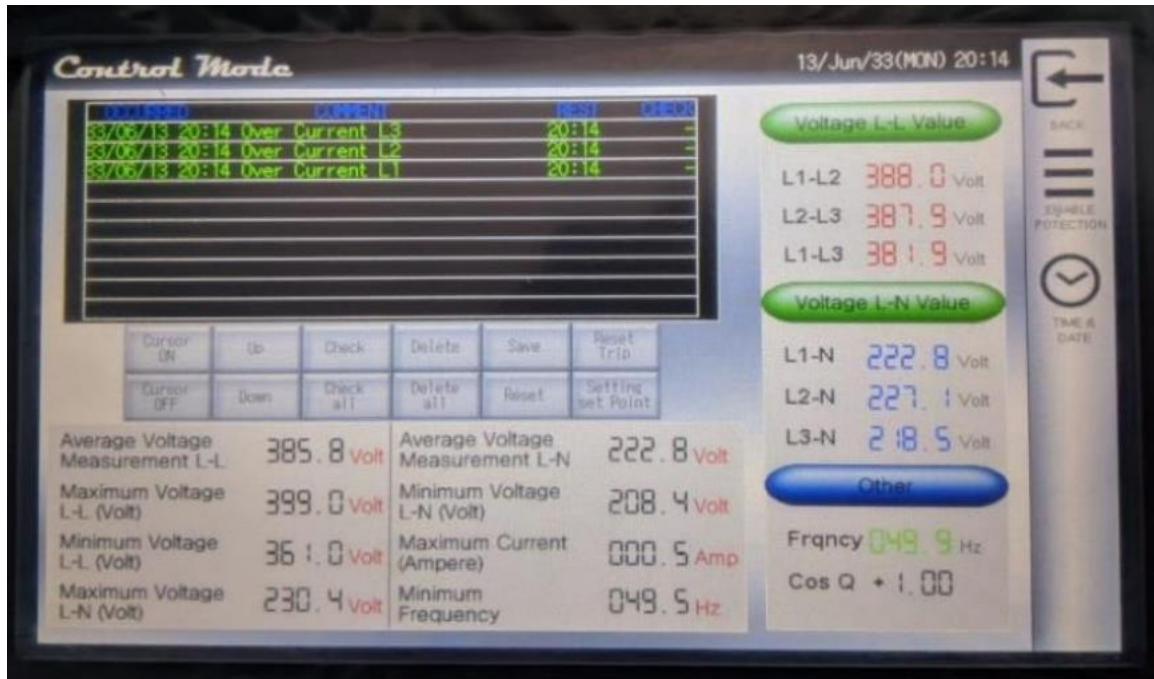 Control Mode
13/Jun/33(MON) 20:14
OCCURRED COMMENT REST CHECK
33/06/13 20:14 Over Current L3 20:14 -
33/06/13 20:14 Over Current L2 20:14 -
33/06/13 20:14 Over Current L1 20:14 -
Cursor ON Up Check Delete Save Reset Trip
Cursor OFF Down Check all Delete all Reset Setting set Point
Average Voltage Measurement L-L 385.8 Volt
Maximum Voltage L-L (Volt) 399.0 Volt
Minimum Voltage L-L (Volt) 361.0 Volt
Maximum Voltage L-N (Volt) 230.4 Volt
Average Voltage Measurement L-N 222.8 Volt
Minimum Voltage L-N (Volt) 208.4 Volt
Maximum Current (Ampere) 000.5 Amp
Minimum Frequency 049.5 Hz
Voltage L-L Value
L1-L2 388.0 Volt
L2-L3 387.9 Volt
L1-L3 381.9 Volt
Voltage L-N Value
L1-N 222.8 Volt
L2-N 227.1 Volt
L3-N 218.5 Volt
Other
Frqncy 049.9 Hz
Cos Q +1.00
BACK
ENABLE
POTECTION
TIME &
DATE